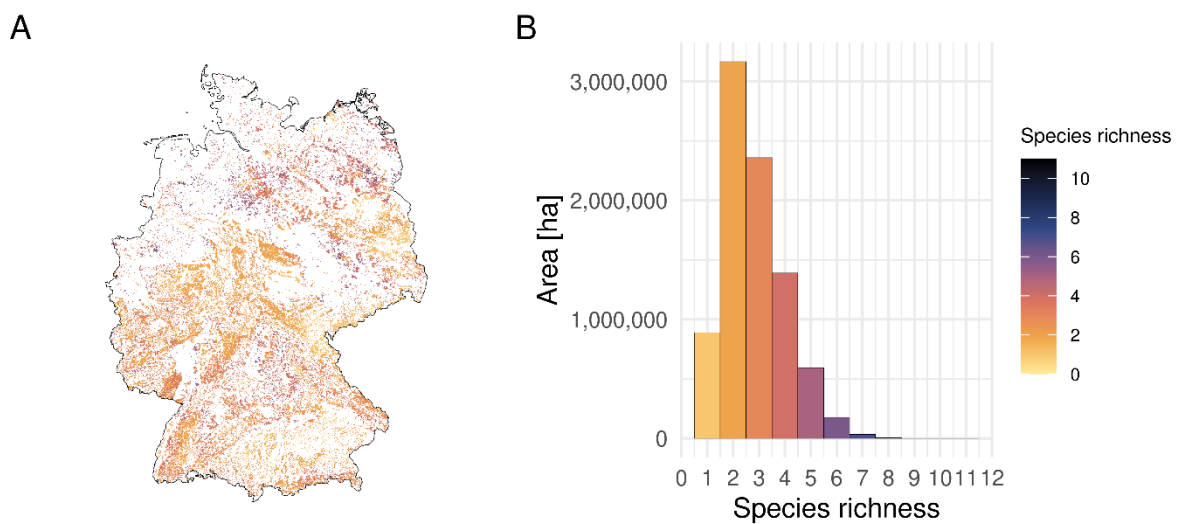 A
B
3,000,000
2,000,000
1,000,000
0
Area [ha]
0 1 2 3 4 5 6 7 8 9 10 11 12
Species richness
Species richness
10
8
6
4
2
0